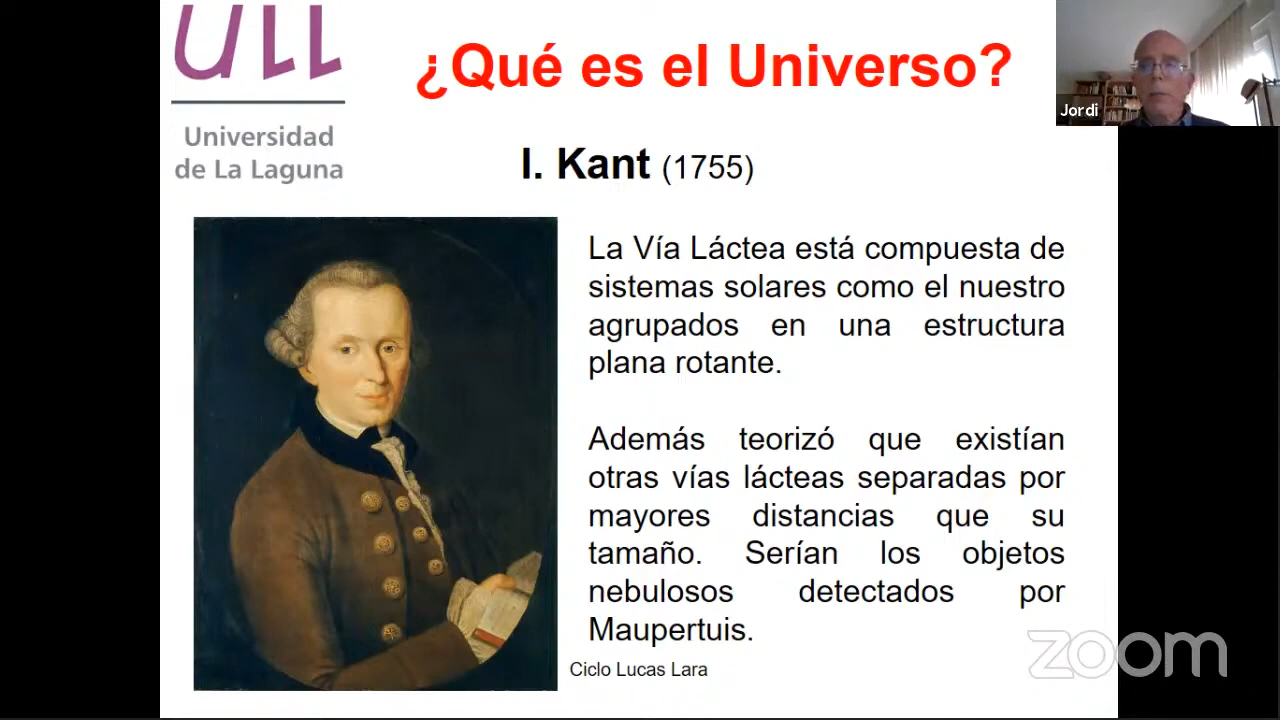 ULL
Universidad
de La Laguna
¿Qué es el Universo?
Jordi
I. Kant (1755)
La Vía Láctea está compuesta de
sistemas solares como el nuestro
agrupados en una estructura
plana rotante.
Además teorizó que existían
otras vías lácteas separadas por
mayores distancias que su
tamaño. Serían los objetos
nebulosos detectados por
Maupertuis.
Ciclo Lucas Lara
zoom